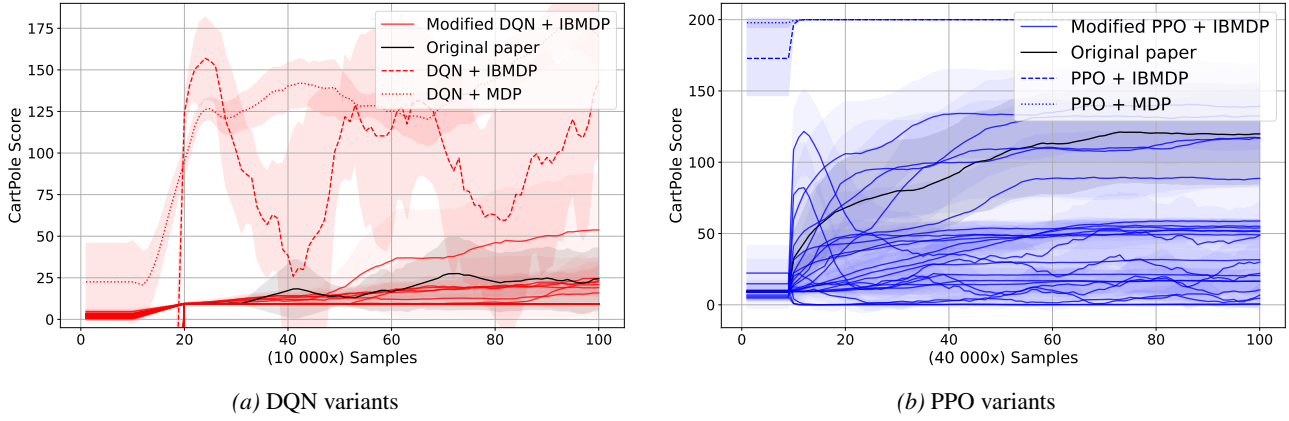 175
150
125
100
75
50
25
0
CartPole Score
Modified DQN + IBMDP
Original paper
DQN + IBMDP
DQN + MDP
0 20 40 60 80 100
(10 000x) Samples
(a) DQN variants
200
150
100
50
0
CartPole Score
Modified PPO + IBMDP
Original paper
PPO + IBMDP
PPO + MDP
0 20 40 60 80 100
(40 000x) Samples
(b) PPO variants